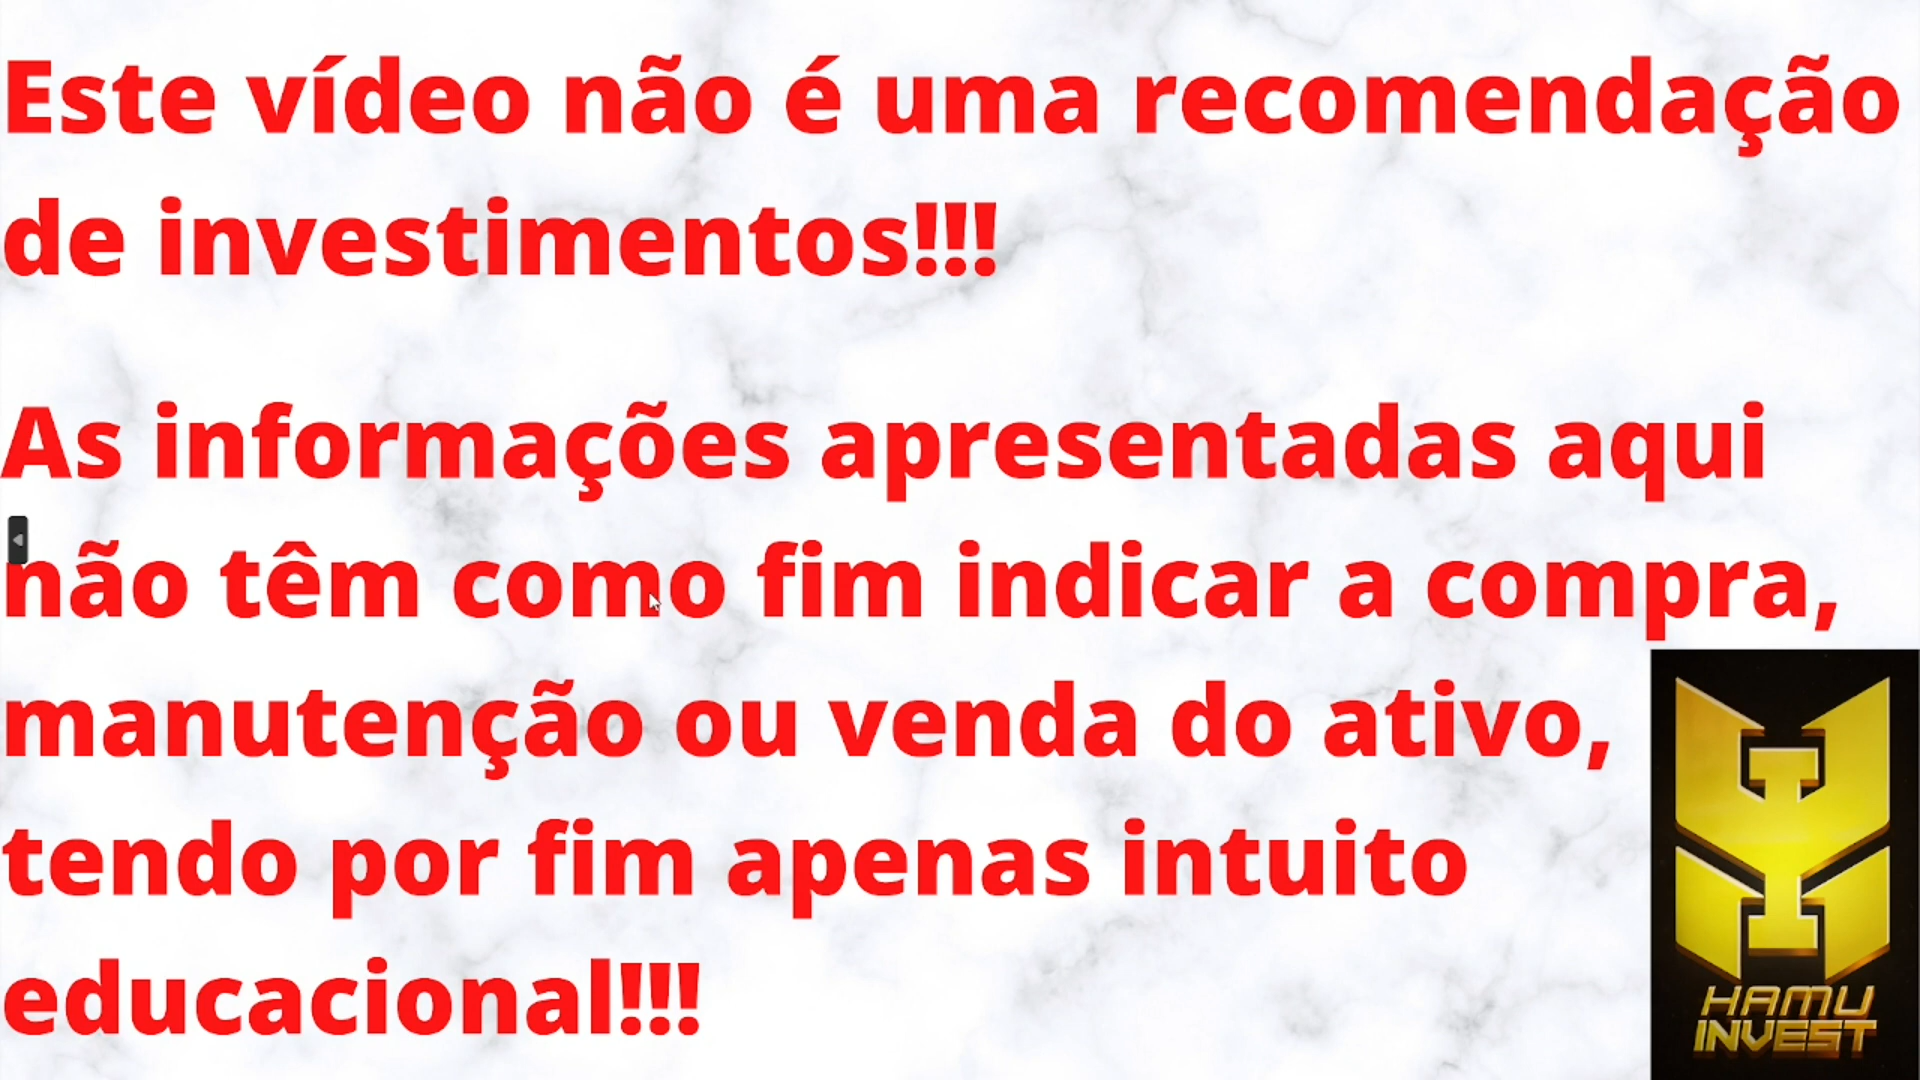 Este vídeo não é uma recomendação
de investimentos!!!
As informações apresentadas aqui
não têm como fim indicar a compra,
manutenção ou venda do ativo,
tendo por fim apenas intuito
educacional!!!
HAMU
INVEST